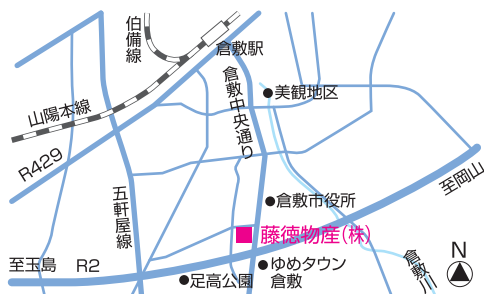 伯備線
倉敷駅
山陽本線
倉敷中央通り
美観地区
R429
五軒屋線
倉敷市役所
至岡山
藤徳物産(株)
至玉島 R2
ゆめタウン
倉敷
足高公園
倉敷川
N